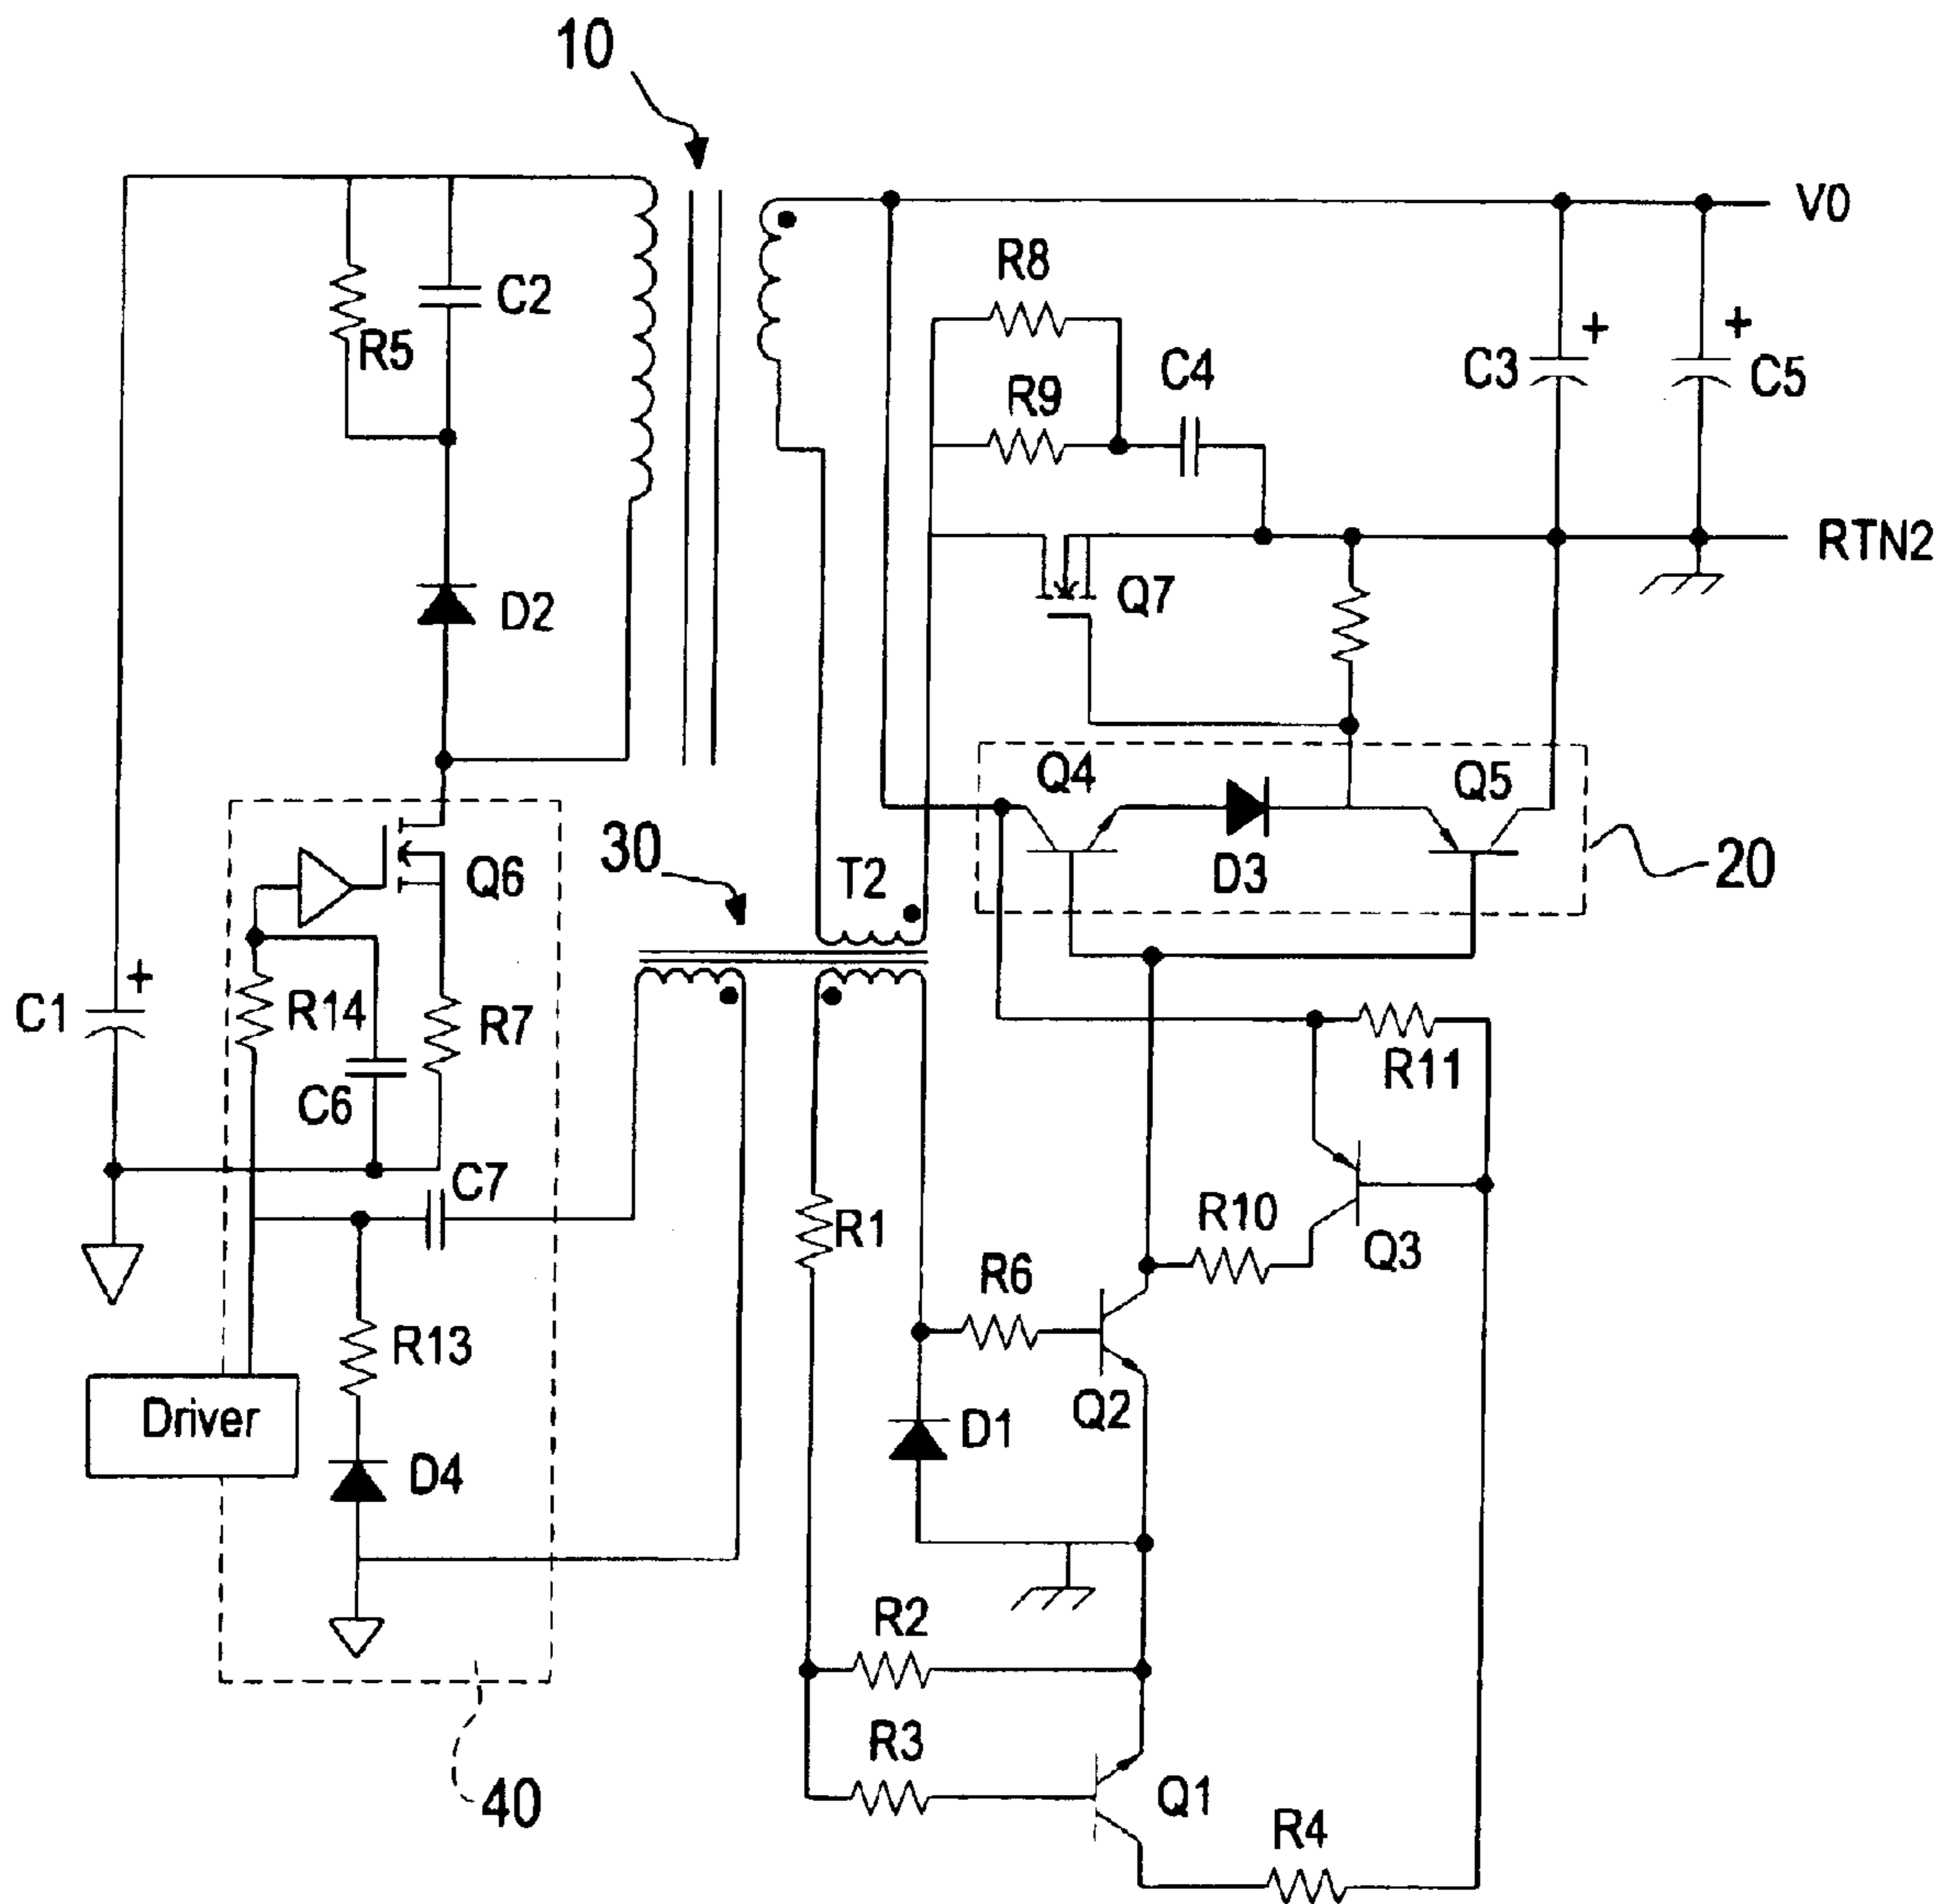 10
V0
R8
C2
R5
C4
C3
C5
R9
RTN2
D2
Q7
Q4
Q5
30
T2
D3
20
Q6
+
+
+
C1
R14
R7
R11
C6
C7
R10
R1
Q3
R6
R13
Driver
D4
D1
Q2
R2
R3
Q1
40
R4